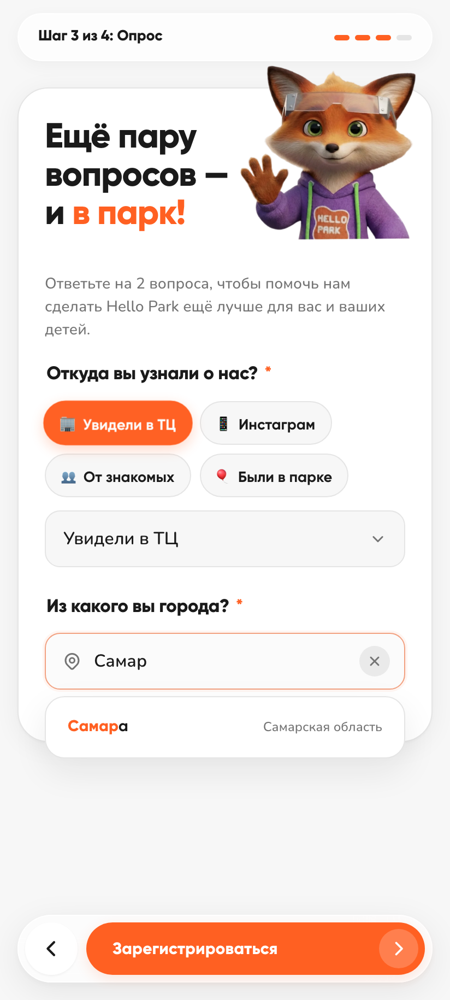 Шаг 3 из 4: Опрос
Ещё пару
вопросов —
и в парк!
HELLO
PARK
Ответьте на 2 вопроса, чтобы помочь нам
сделать Hello Park ещё лучше для вас и ваших
детей.
Откуда вы узнали о нас? *
Увидели в ТЦ
Инстаграм
От знакомых
Были в парке
Увидели в ТЦ
Из какого вы города? *
Самар
Самара
Самарская область
Зарегистрироваться